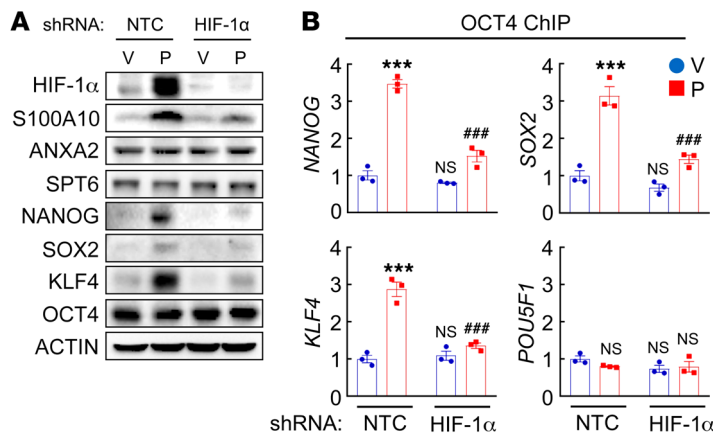 A
shRNA: NTC HIF-1α
V P V P
HIF-1α
S100A10
ANXA2
SPT6
NANOG
SOX2
KLF4
OCT4
ACTIN
B
OCT4 ChIP
V
P
NANOG
4
3
2
1
0
***
NS
###
SOX2
4
3
2
1
0
***
NS
###
KLF4
4
3
2
1
0
***
NS
###
POU5F1
4
3
2
1
0
NS
NS
NS
shRNA: NTC HIF-1α NTC HIF-1α